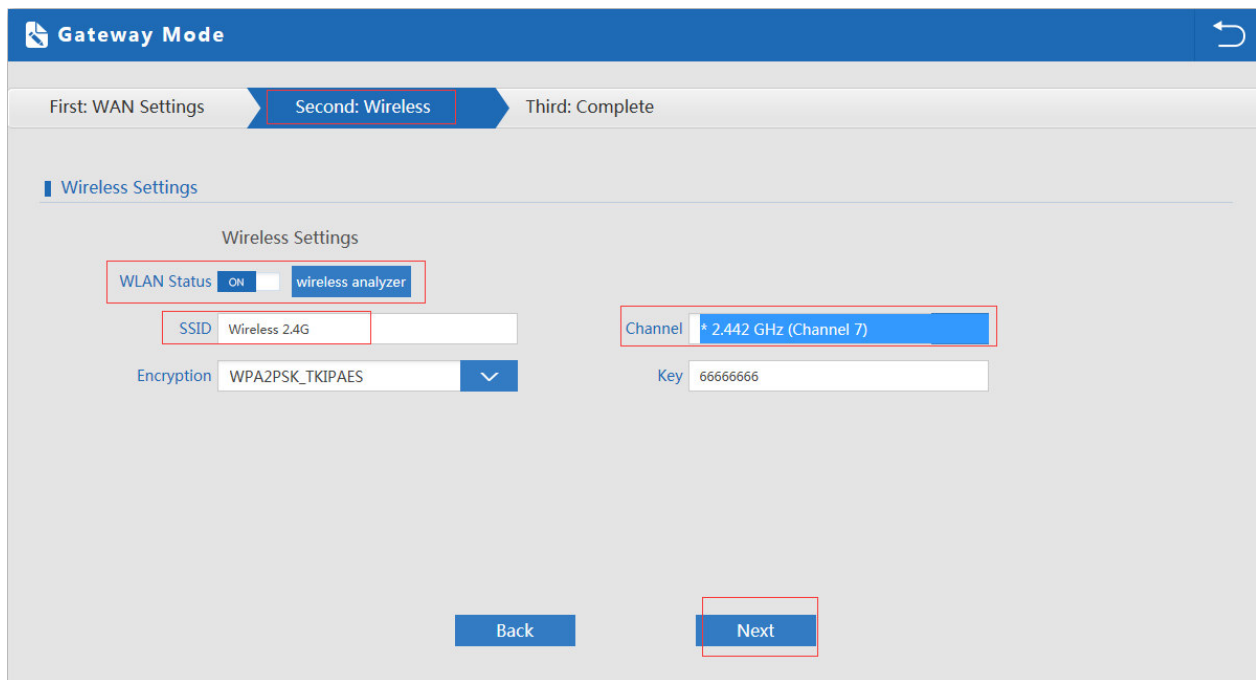 Gateway Mode
First: WAN Settings Second: Wireless Third: Complete
Wireless Settings
Wireless Settings
WLAN Status ON wireless analyzer
SSID Wireless 2.4G Channel * 2.442 GHz (Channel 7)
Encryption WPA2PSK_TKIPAES Key 66666666
Back Next